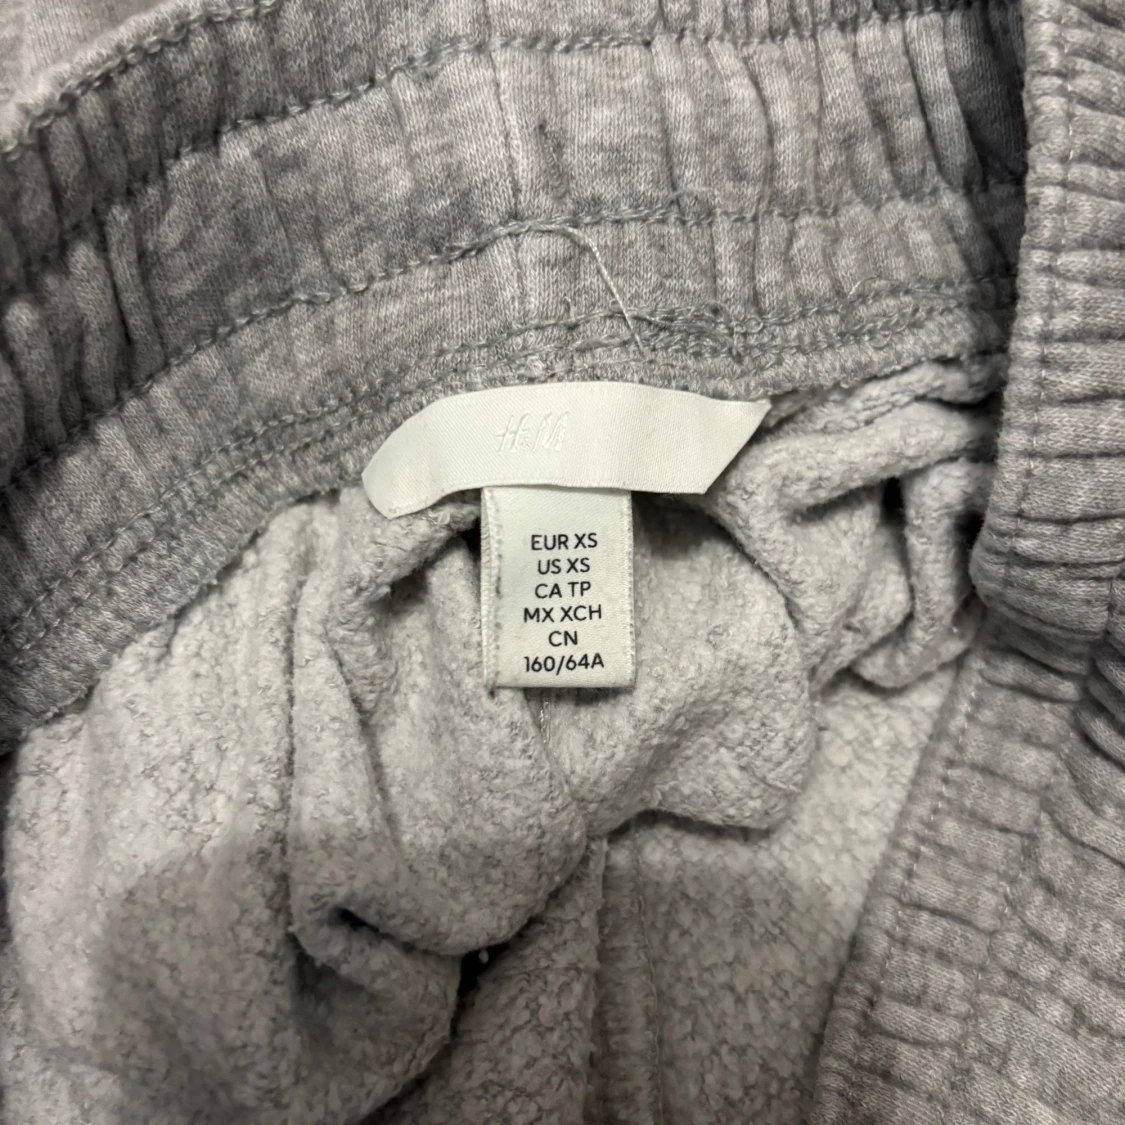 H&M
EUR XS
US XS
CA TP
MX XCH
CN
160/64A